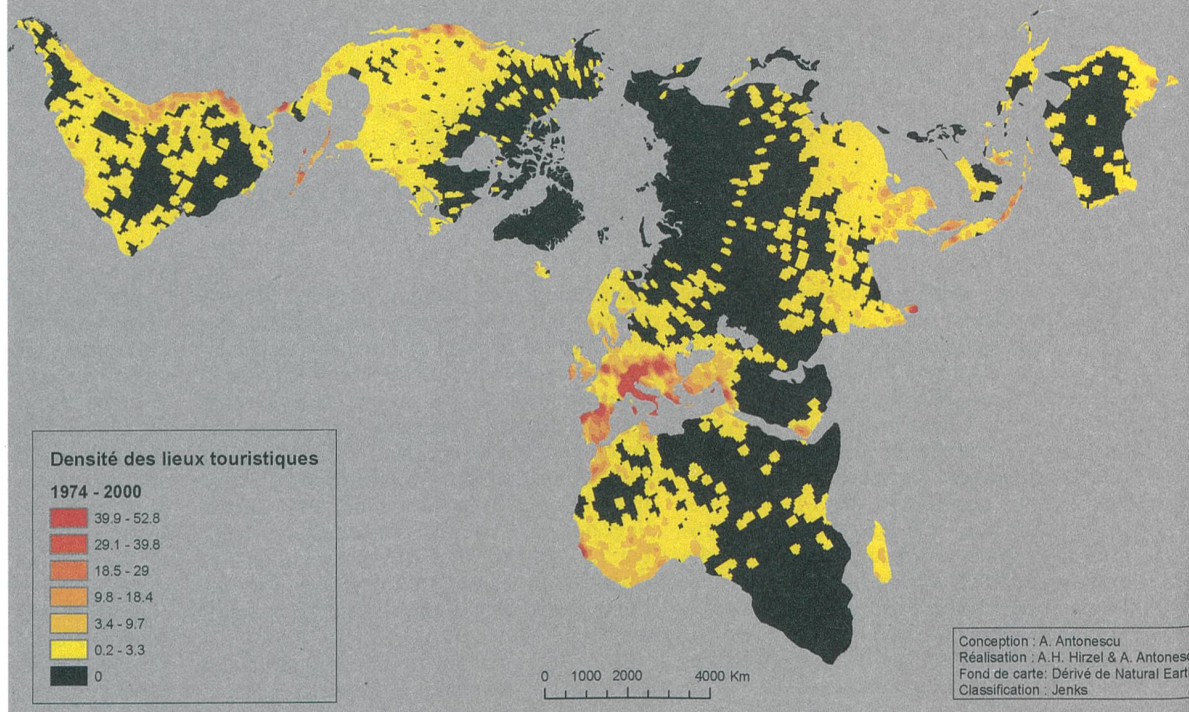 Densité des lieux touristiques
1974 - 2000
39.9 - 52.8
29.1 - 39.8
18.5 - 29
9.8 - 18.4
3.4 - 9.7
0.2 - 3.3
0
0 1000 2000 4000 Km
Conception : A. Antonescu
Réalisation : A.H. Hirzel & A. Antonesc
Fond de carte: Dérivé de Natural Eart
Classification : Jenks